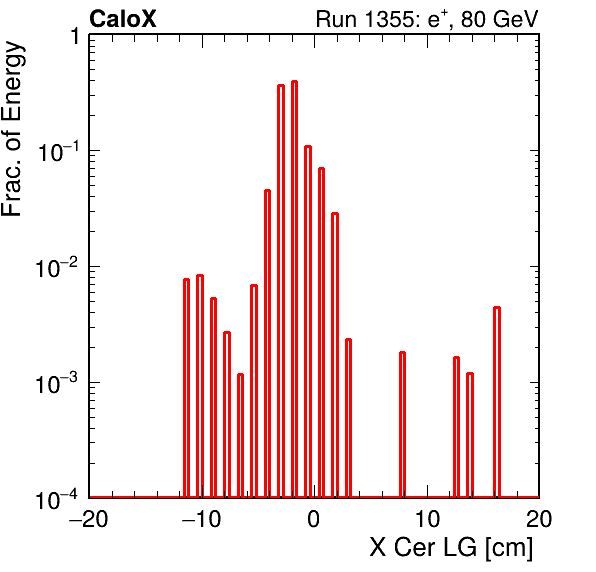 CaloX Run 1355: e⁺, 80 GeV
Frac. of Energy
1
10⁻¹
10⁻²
10⁻³
10⁻⁴
−20 −10 0 10 20
X Cer LG [cm]